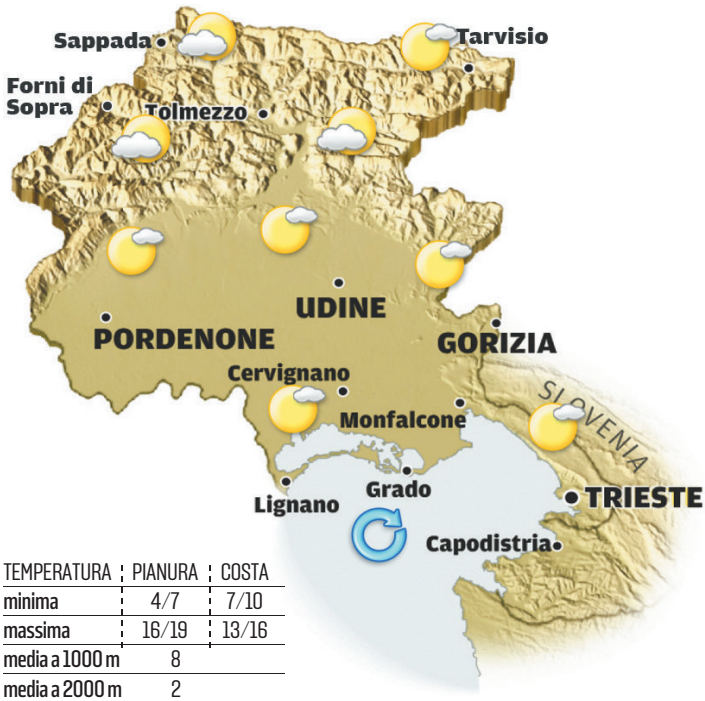 Sappada
Tarvisio
Forni di
Sopra
Tolmezzo
UDINE
PORDENONE
GORIZIA
Cervignano
SLOVENIA
Monfalcone
Grado
Lignano
TRIESTE
Capodistria
TEMPERATURA PIANURA COSTA
minima 4/7 7/10
massima 16/19 13/16
media a 1000 m 8
media a 2000 m 2